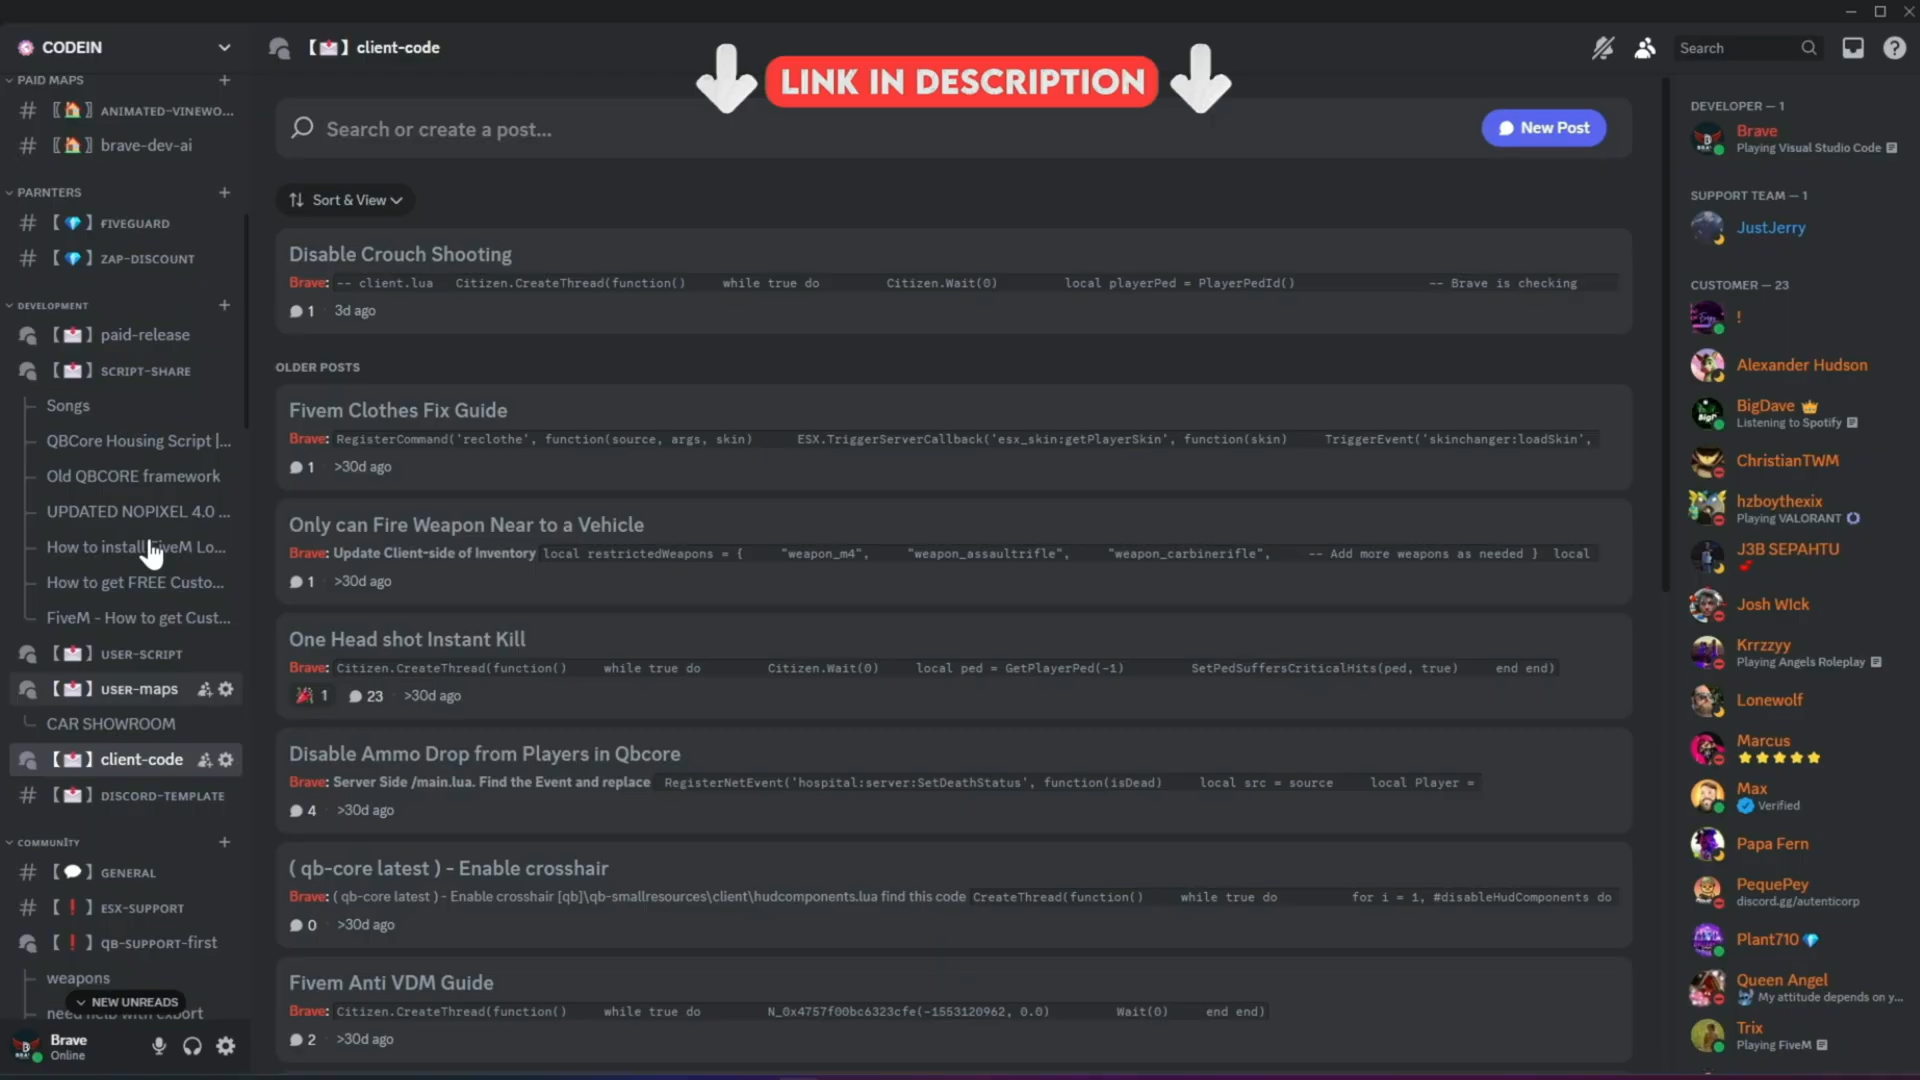 CODEIN
PAID MAPS
# 〚🏠〛 ANIMATED-VINEWO...
# 〚🏠〛 brave-dev-ai
PARNTERS
# 【💎】 FIVEGUARD
# 【💎】 ZAP-DISCOUNT
DEVELOPMENT
【📩】 paid-release
【📩】 SCRIPT-SHARE
Songs
QBCore Housing Script |...
Old QBCORE framework
UPDATED NOPIXEL 4.0 ...
How to install FiveM Lo...
How to get FREE Custo...
FiveM - How to get Cust...
【📩】 USER-SCRIPT
【📩】 USER-maps
CAR SHOWROOM
【📩】 client-code
# 【📩】 DISCORD-TEMPLATE
COMMUNİTY
# 【💬】 GENERAL
# 【❗】 ESX-SUPPORT
【❗】 QB-SUPPORT-first
weapons
NEW UNREADS
need help with export
Brave
Online
【📩】 client-code
LINK IN DESCRIPTION
Search
Search or create a post...
New Post
Sort & View
Disable Crouch Shooting
Brave: -- client.lua Citizen.CreateThread(function() while true do Citizen.Wait(0) local playerPed = PlayerPedId() -- Brave is checking
1 3d ago
OLDER POSTS
Fivem Clothes Fix Guide
Brave: RegisterCommand('reclothe', function(source, args, skin) ESX.TriggerServerCallback('esx_skin:getPlayerSkin', function(skin) TriggerEvent('skinchanger:loadSkin',
1 >30d ago
Only can Fire Weapon Near to a Vehicle
Brave: Update Client-side of Inventory local restrictedWeapons = { "weapon_m4", "weapon_assaultrifle", "weapon_carbinerifle", -- Add more weapons as needed } local
1 >30d ago
One Head shot Instant Kill
Brave: Citizen.CreateThread(function() while true do Citizen.Wait(0) local ped = GetPlayerPed(-1) SetPedSuffersCriticalHits(ped, true) end end)
🎉 1 23 >30d ago
Disable Ammo Drop from Players in Qbcore
Brave: Server Side /main.lua. Find the Event and replace RegisterNetEvent('hospital:server:SetDeathStatus', function(isDead) local src = source local Player =
4 >30d ago
( qb-core latest ) - Enable crosshair
Brave: ( qb-core latest ) - Enable crosshair [qb]\qb-smallresources\client\hudcomponents.lua find this code CreateThread(function() while true do for i = 1, #disableHudComponents do
0 >30d ago
Fivem Anti VDM Guide
Brave: Citizen.CreateThread(function() while true do N_0x4757f00bc6323cfe(-1553120962, 0.0) Wait(0) end end)
2 >30d ago
DEVELOPER — 1
Brave
Playing Visual Studio Code
SUPPORT TEAM — 1
JustJerry
CUSTOMER — 23
!
Alexander Hudson
BigDave
Listening to Spotify
ChristianTWM
hzboythexix
Playing VALORANT
J3B SEPAHTU
Josh WIck
Krrzzyy
Playing Angels Roleplay
Lonewolf
Marcus
⭐⭐⭐⭐⭐
Max
Verified
Papa Fern
PequePey
discord.gg/autenticorp
Plant710 💎
Queen Angel
My attitude depends on y...
Trix
Playing FiveM